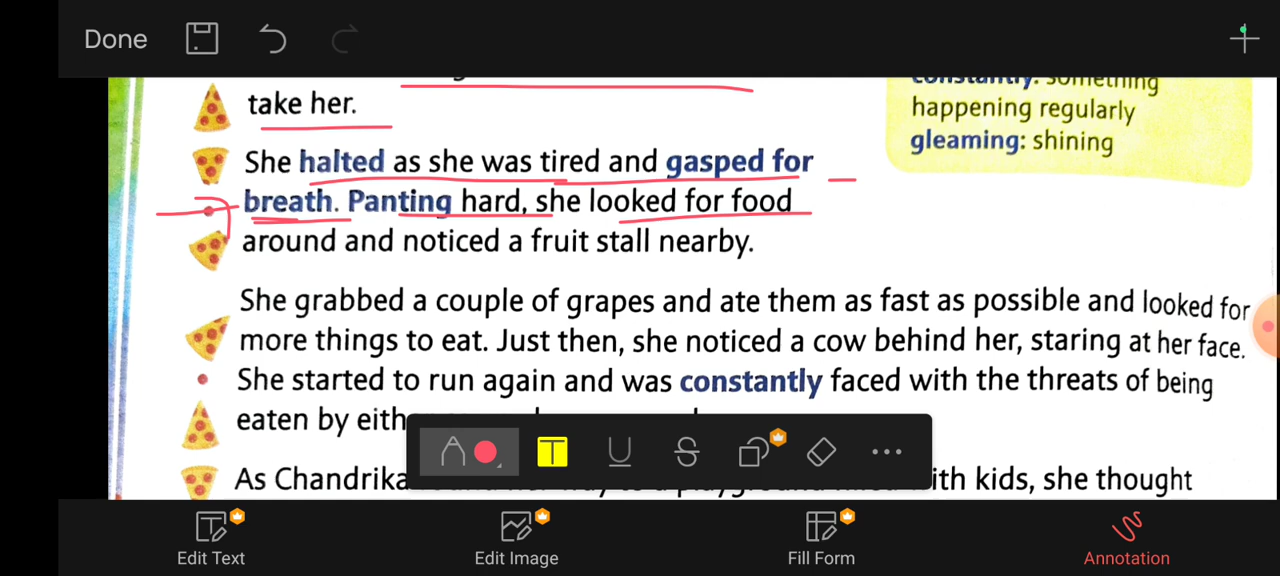 Done
constantly: something
happening regularly
gleaming: shining
take her.
She halted as she was tired and gasped for
breath. Panting hard, she looked for food
around and noticed a fruit stall nearby.
She grabbed a couple of grapes and ate them as fast as possible and looked for
more things to eat. Just then, she noticed a cow behind her, staring at her face.
She started to run again and was constantly faced with the threats of being
eaten by
As Chandrika
with kids, she thought
Edit Text
Edit Image
Fill Form
Annotation